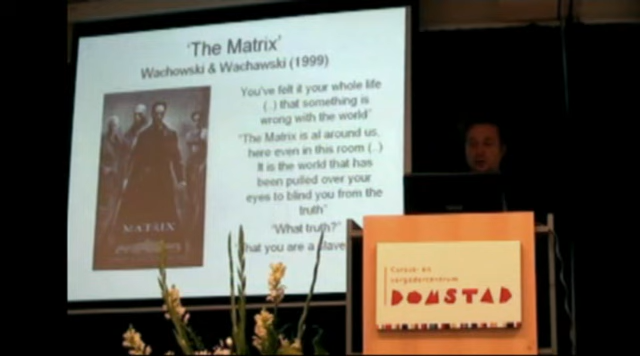 'The Matrix'
Wachowski & Wachawski (1999)
You've felt it your whole life
(..) that something is
wrong with the world"
"The Matrix is al around us,
here even in this room (..)
It is the world that has
been pulled over your
eyes to blind you from the
truth"
"What truth?"
that you are a slave
MATRIX
Cursus- en
vergadercentrum
DOMSTAD